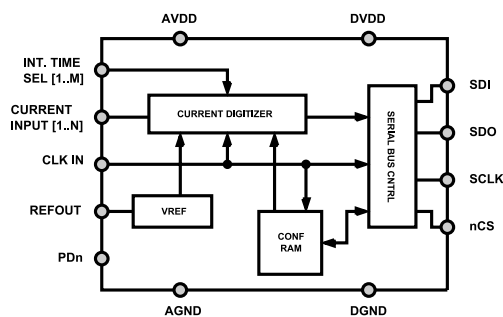 AVDD
DVDD
INT. TIME
SEL [1..M]
CURRENT
INPUT [1..N]
CLK IN
REFOUT
PDn
CURRENT DIGITIZER
VREF
CONF
RAM
SERIAL BUS CNTRL
SDI
SDO
SCLK
nCS
AGND
DGND